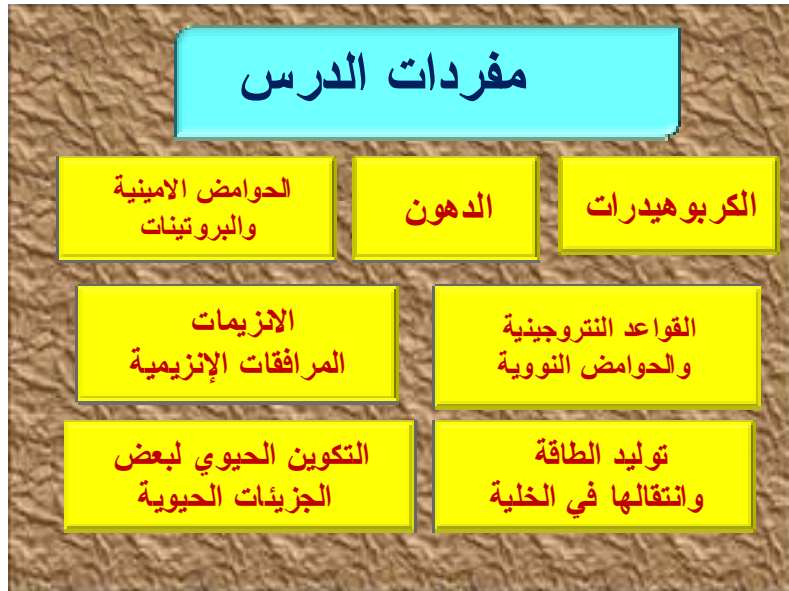 مفردات الدرس
الكربوهيدرات
الدهون
الحوامض الامينية
والبروتينات
القواعد النتروجينية
والحوامض النووية
الانزيمات
المرافقات الإنزيمية
توليد الطاقة
وانتقالها في الخلية
التكوين الحيوي لبعض
الجزيئات الحيوية